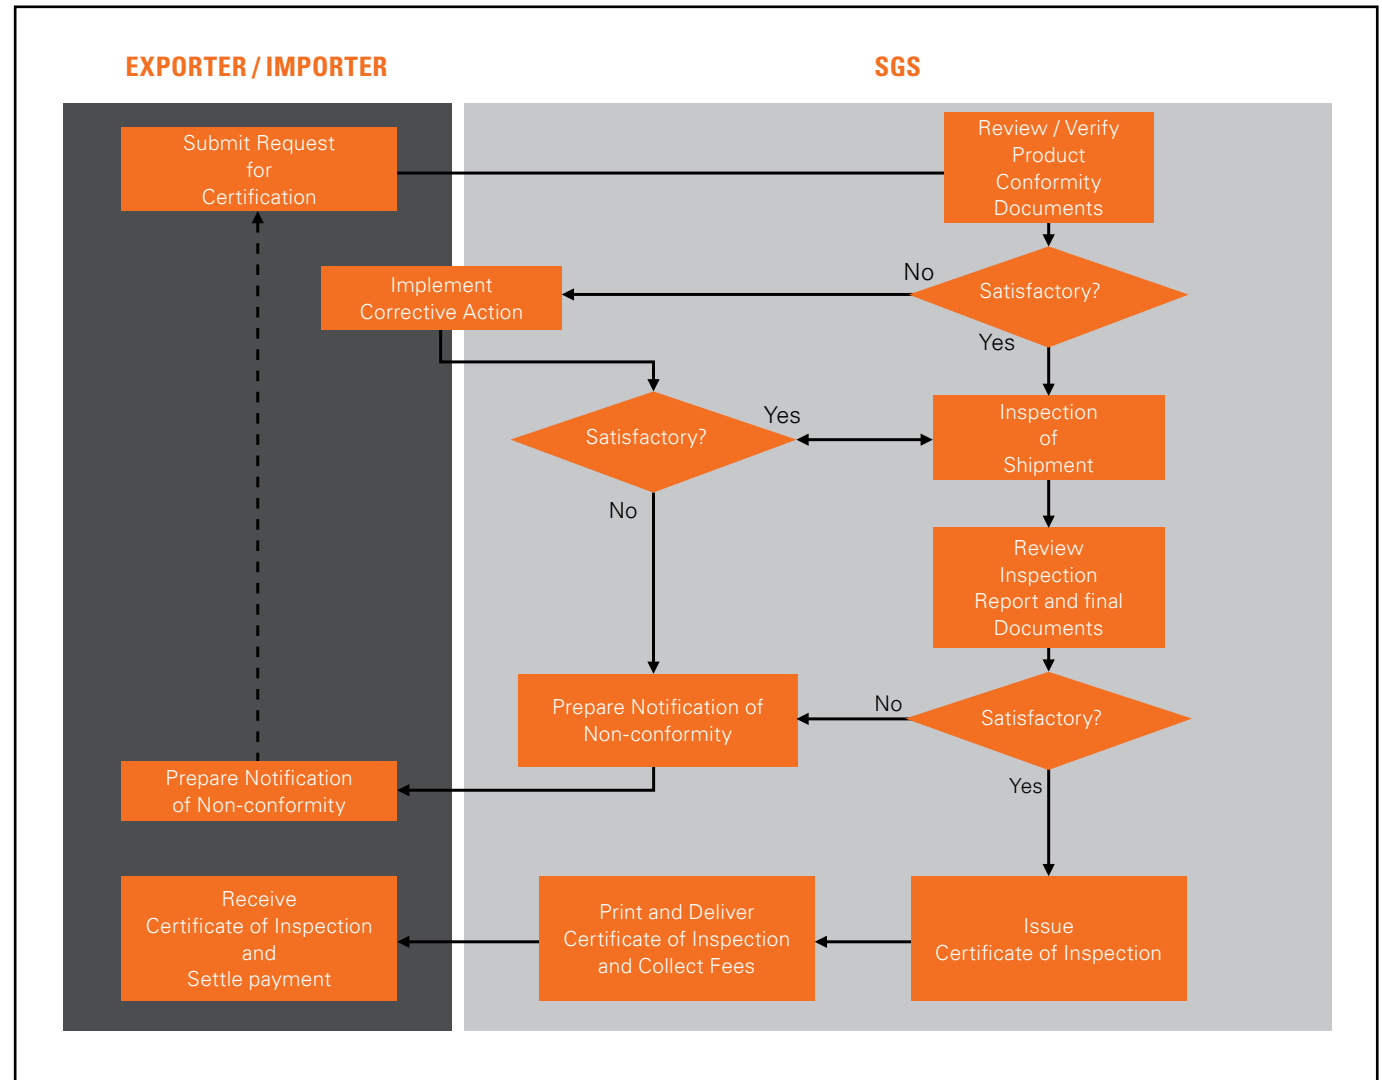 EXPORTER / IMPORTER
SGS
Submit Request
for
Certification
Review / Verify
Product
Conformity
Documents
No
Satisfactory?
Implement
Corrective Action
Yes
Satisfactory?
Yes
Inspection
of
Shipment
No
Review
Inspection
Report and final
Documents
Prepare Notification of
Non-conformity
No
Satisfactory?
Prepare Notification
of Non-conformity
Yes
Receive
Certificate of Inspection
and
Settle payment
Print and Deliver
Certificate of Inspection
and Collect Fees
Issue
Certificate of Inspection